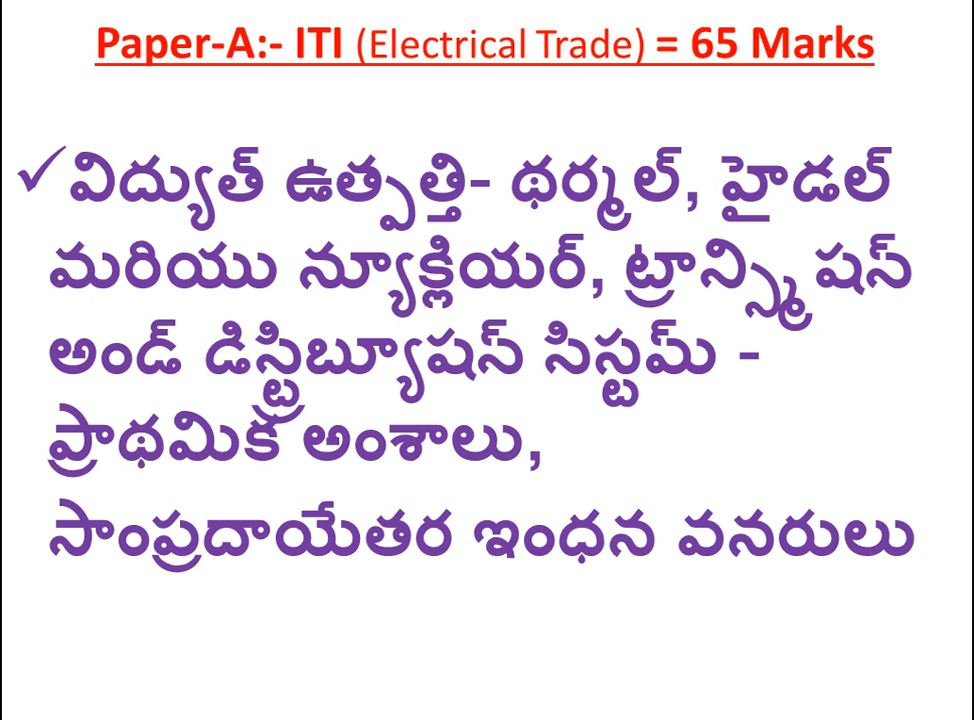 Paper-A:- ITI (Electrical Trade) = 65 Marks
✓విద్యుత్ ఉత్పత్తి- థర్మల్, హైడల్
మరియు న్యూక్లియర్, ట్రాన్స్మిషన్
అండ్ డిస్ట్రిబ్యూషన్ సిస్టమ్ -
ప్రాథమిక అంశాలు,
సాంప్రదాయేతర ఇంధన వనరులు